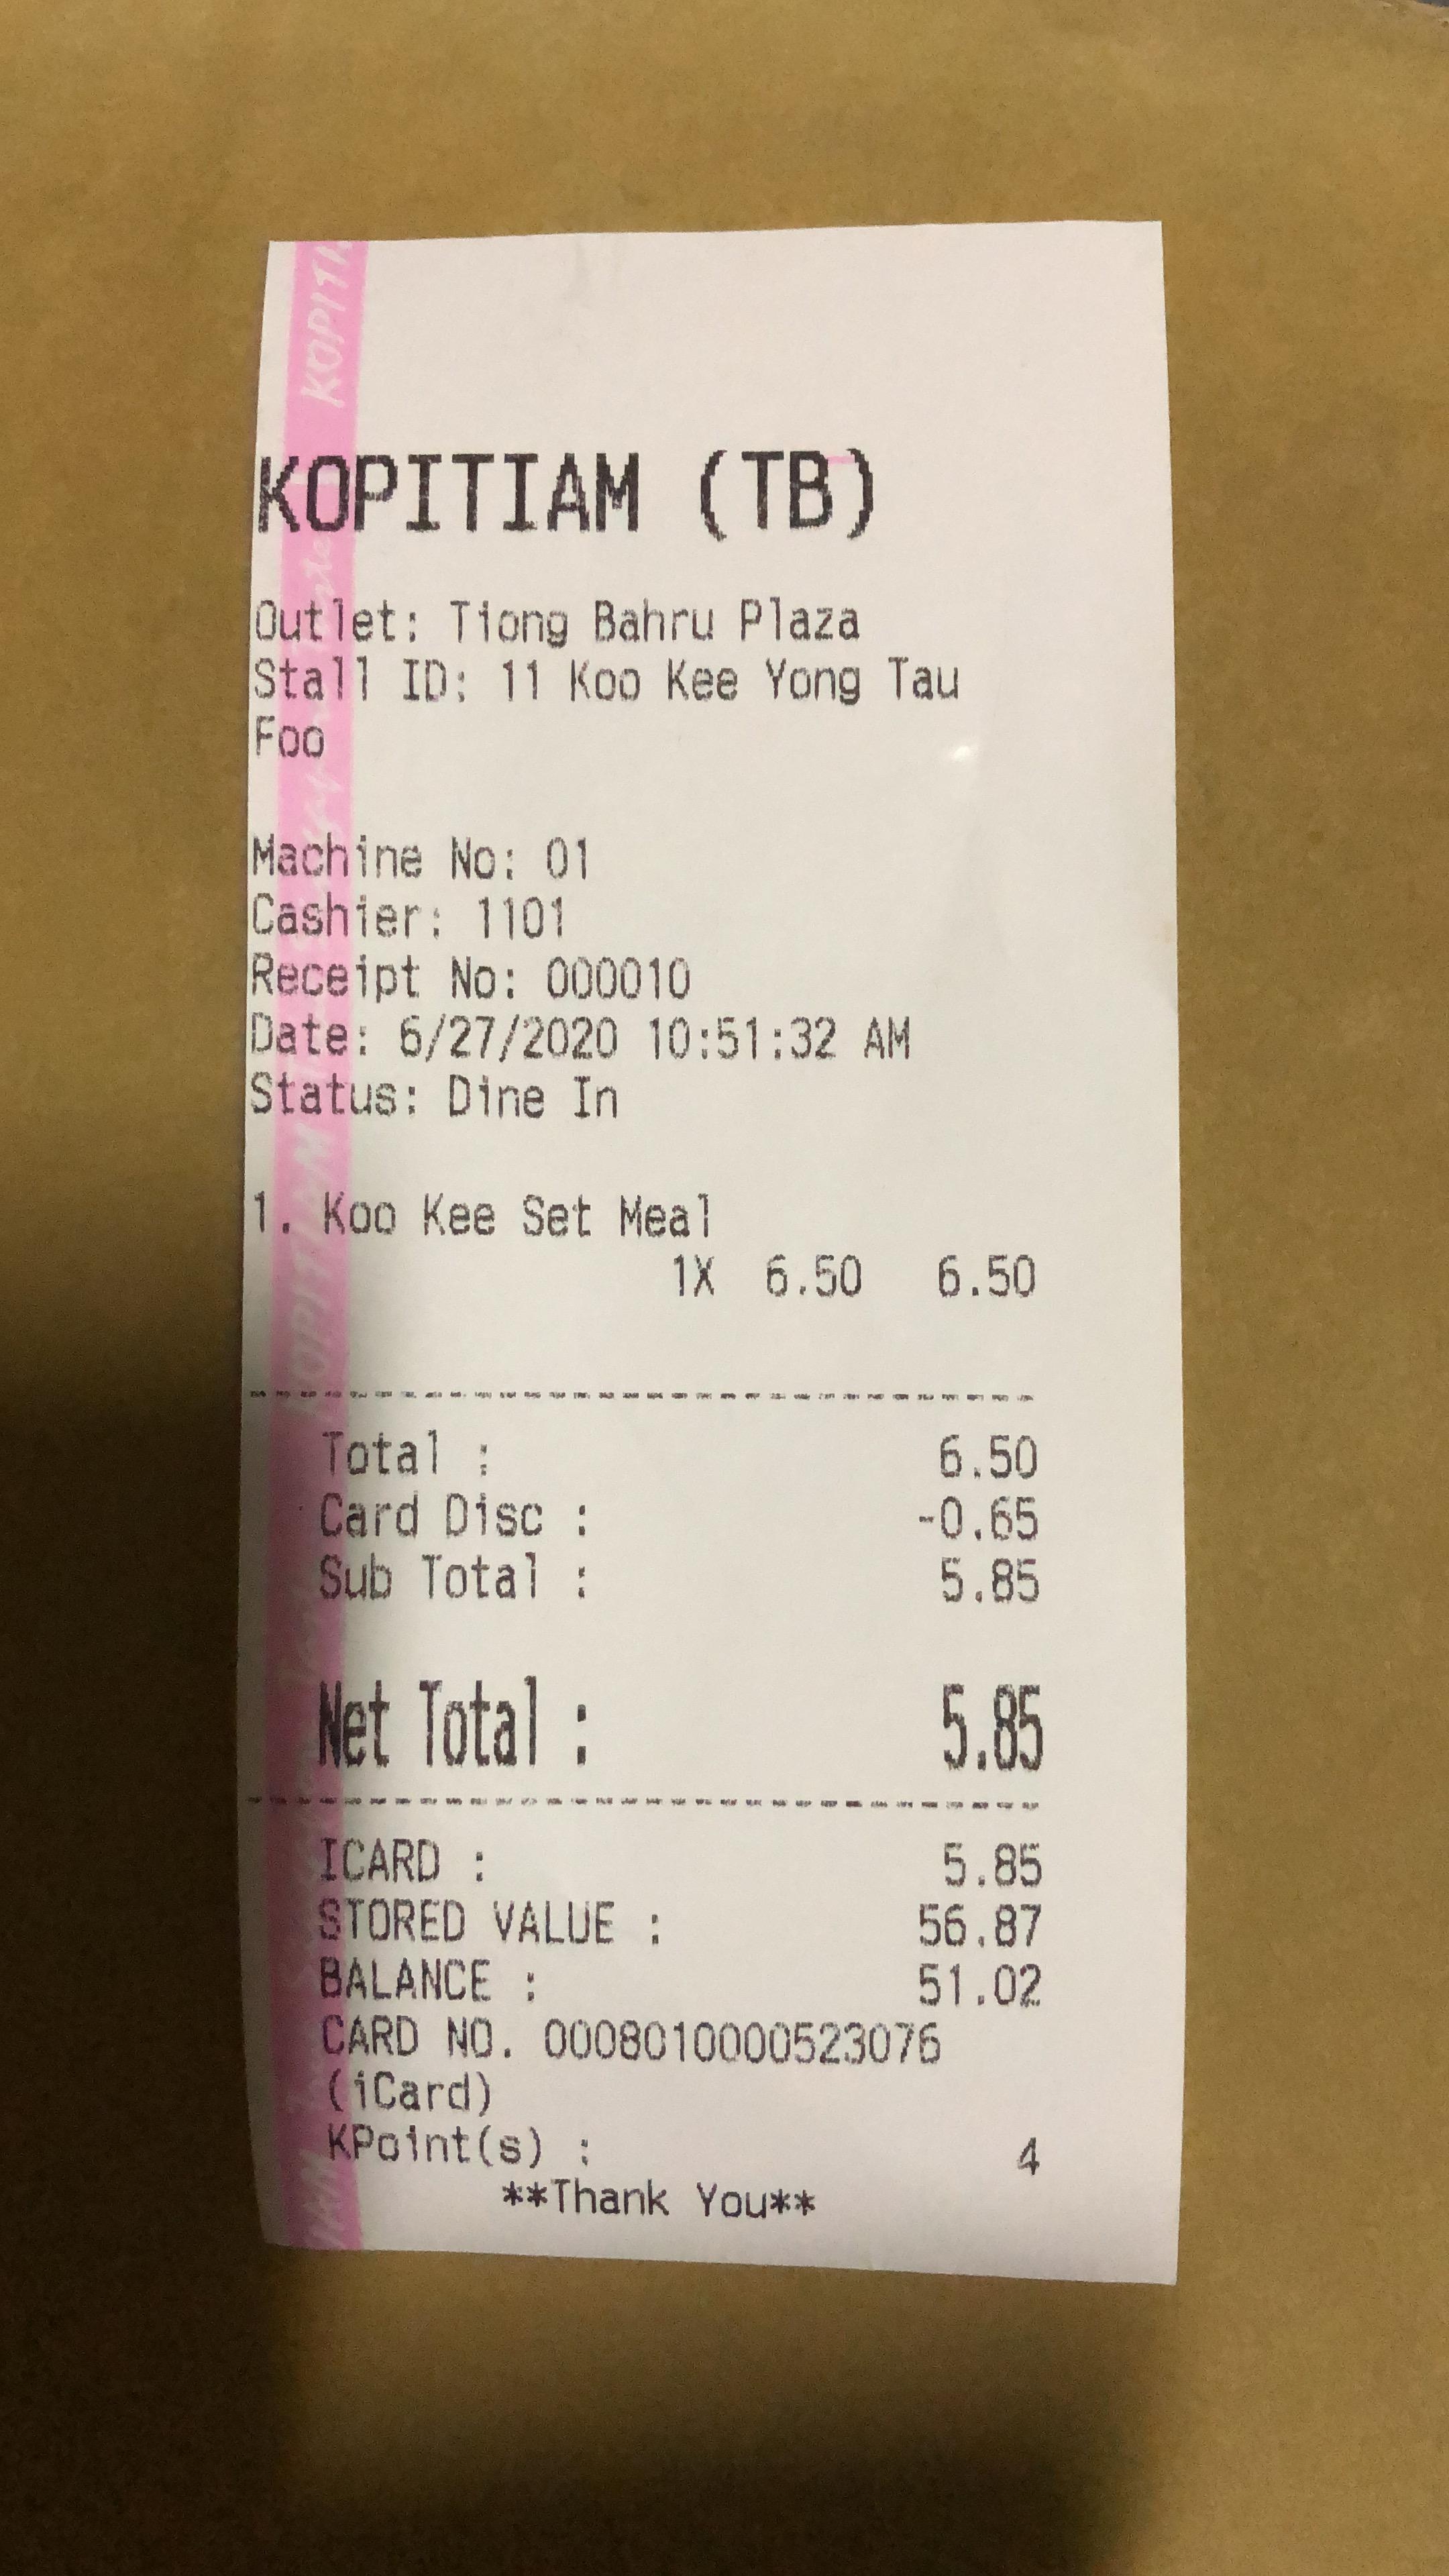 KOPITIAM (TB)
Outlet: Tiong Bahru Plaza
Stall ID: 11 Koo Kee Yong Tau
Foo
Machine No: 01
Cashier: 1101
Receipt No: 000010
Date: 6/27/2020 10:51:32 AM
Status: Dine In
1. Koo Kee Set Meal
1X 6.50 6.50
Total : 6.50
Card Disc : -0.65
Sub Total : 5.85
Net Total : 5.85
ICARD : 5.85
STORED VALUE : 56.87
BALANCE : 51.02
CARD NO. 0008010000523076
(iCard)
KPoint(s) : 4
**Thank You**